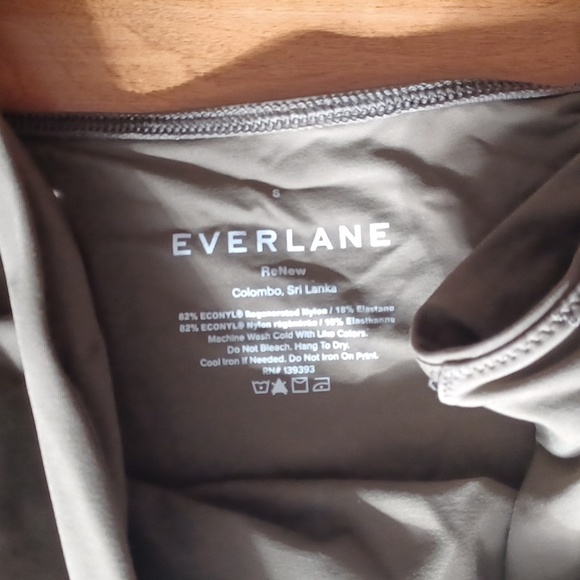 S
EVERLANE
ReNew
Colombo, Sri Lanka
82% ECONYL® Regenerated Nylon / 18% Elastane
82% ECONYL® Nylon régénéré / 18% Elasthanne
Machine Wash Cold With Like Colors.
Do Not Bleach. Hang To Dry.
Cool Iron If Needed. Do Not Iron On Print.
RN# 139393